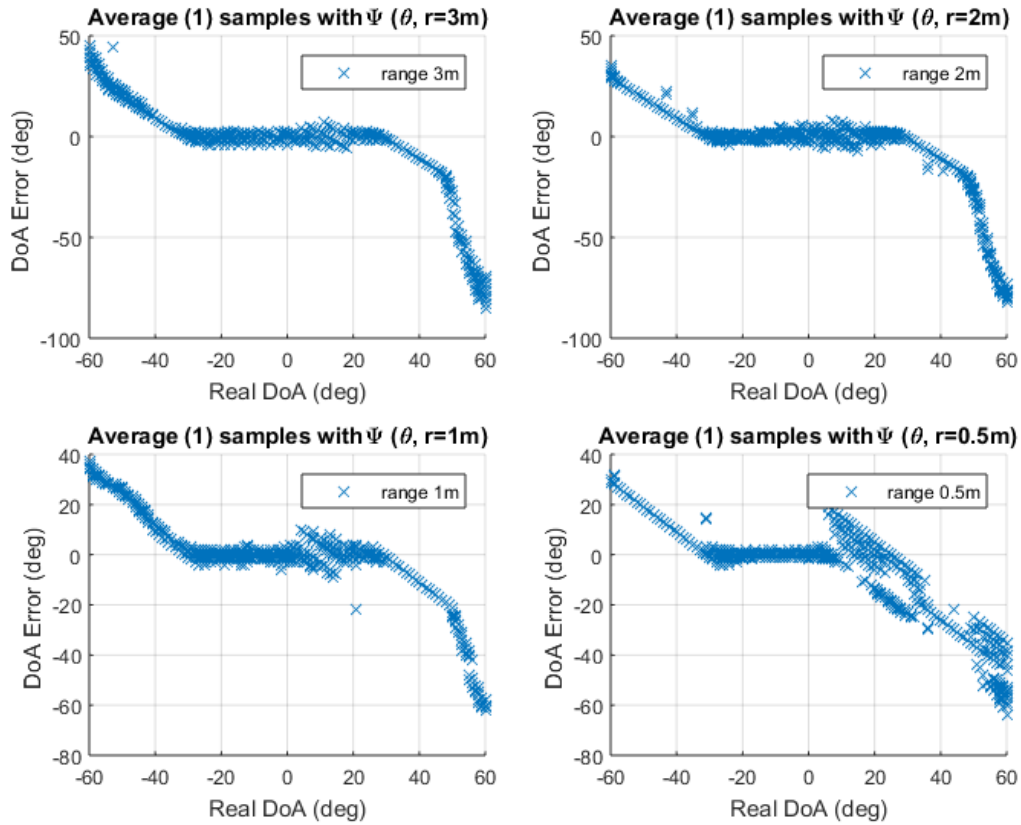 Average (1) samples with Ψ (θ, r=3m)
50
0
-50
-100
DoA Error (deg)
range 3m
-60 -40 -20 0 20 40 60
Real DoA (deg)
Average (1) samples with Ψ (θ, r=2m)
50
0
-50
-100
DoA Error (deg)
range 2m
-60 -40 -20 0 20 40 60
Real DoA (deg)
Average (1) samples with Ψ (θ, r=1m)
40
20
0
-20
-40
-60
-80
DoA Error (deg)
range 1m
-60 -40 -20 0 20 40 60
Real DoA (deg)
Average (1) samples with Ψ (θ, r=0.5m)
40
20
0
-20
-40
-60
-80
DoA Error (deg)
range 0.5m
-60 -40 -20 0 20 40 60
Real DoA (deg)